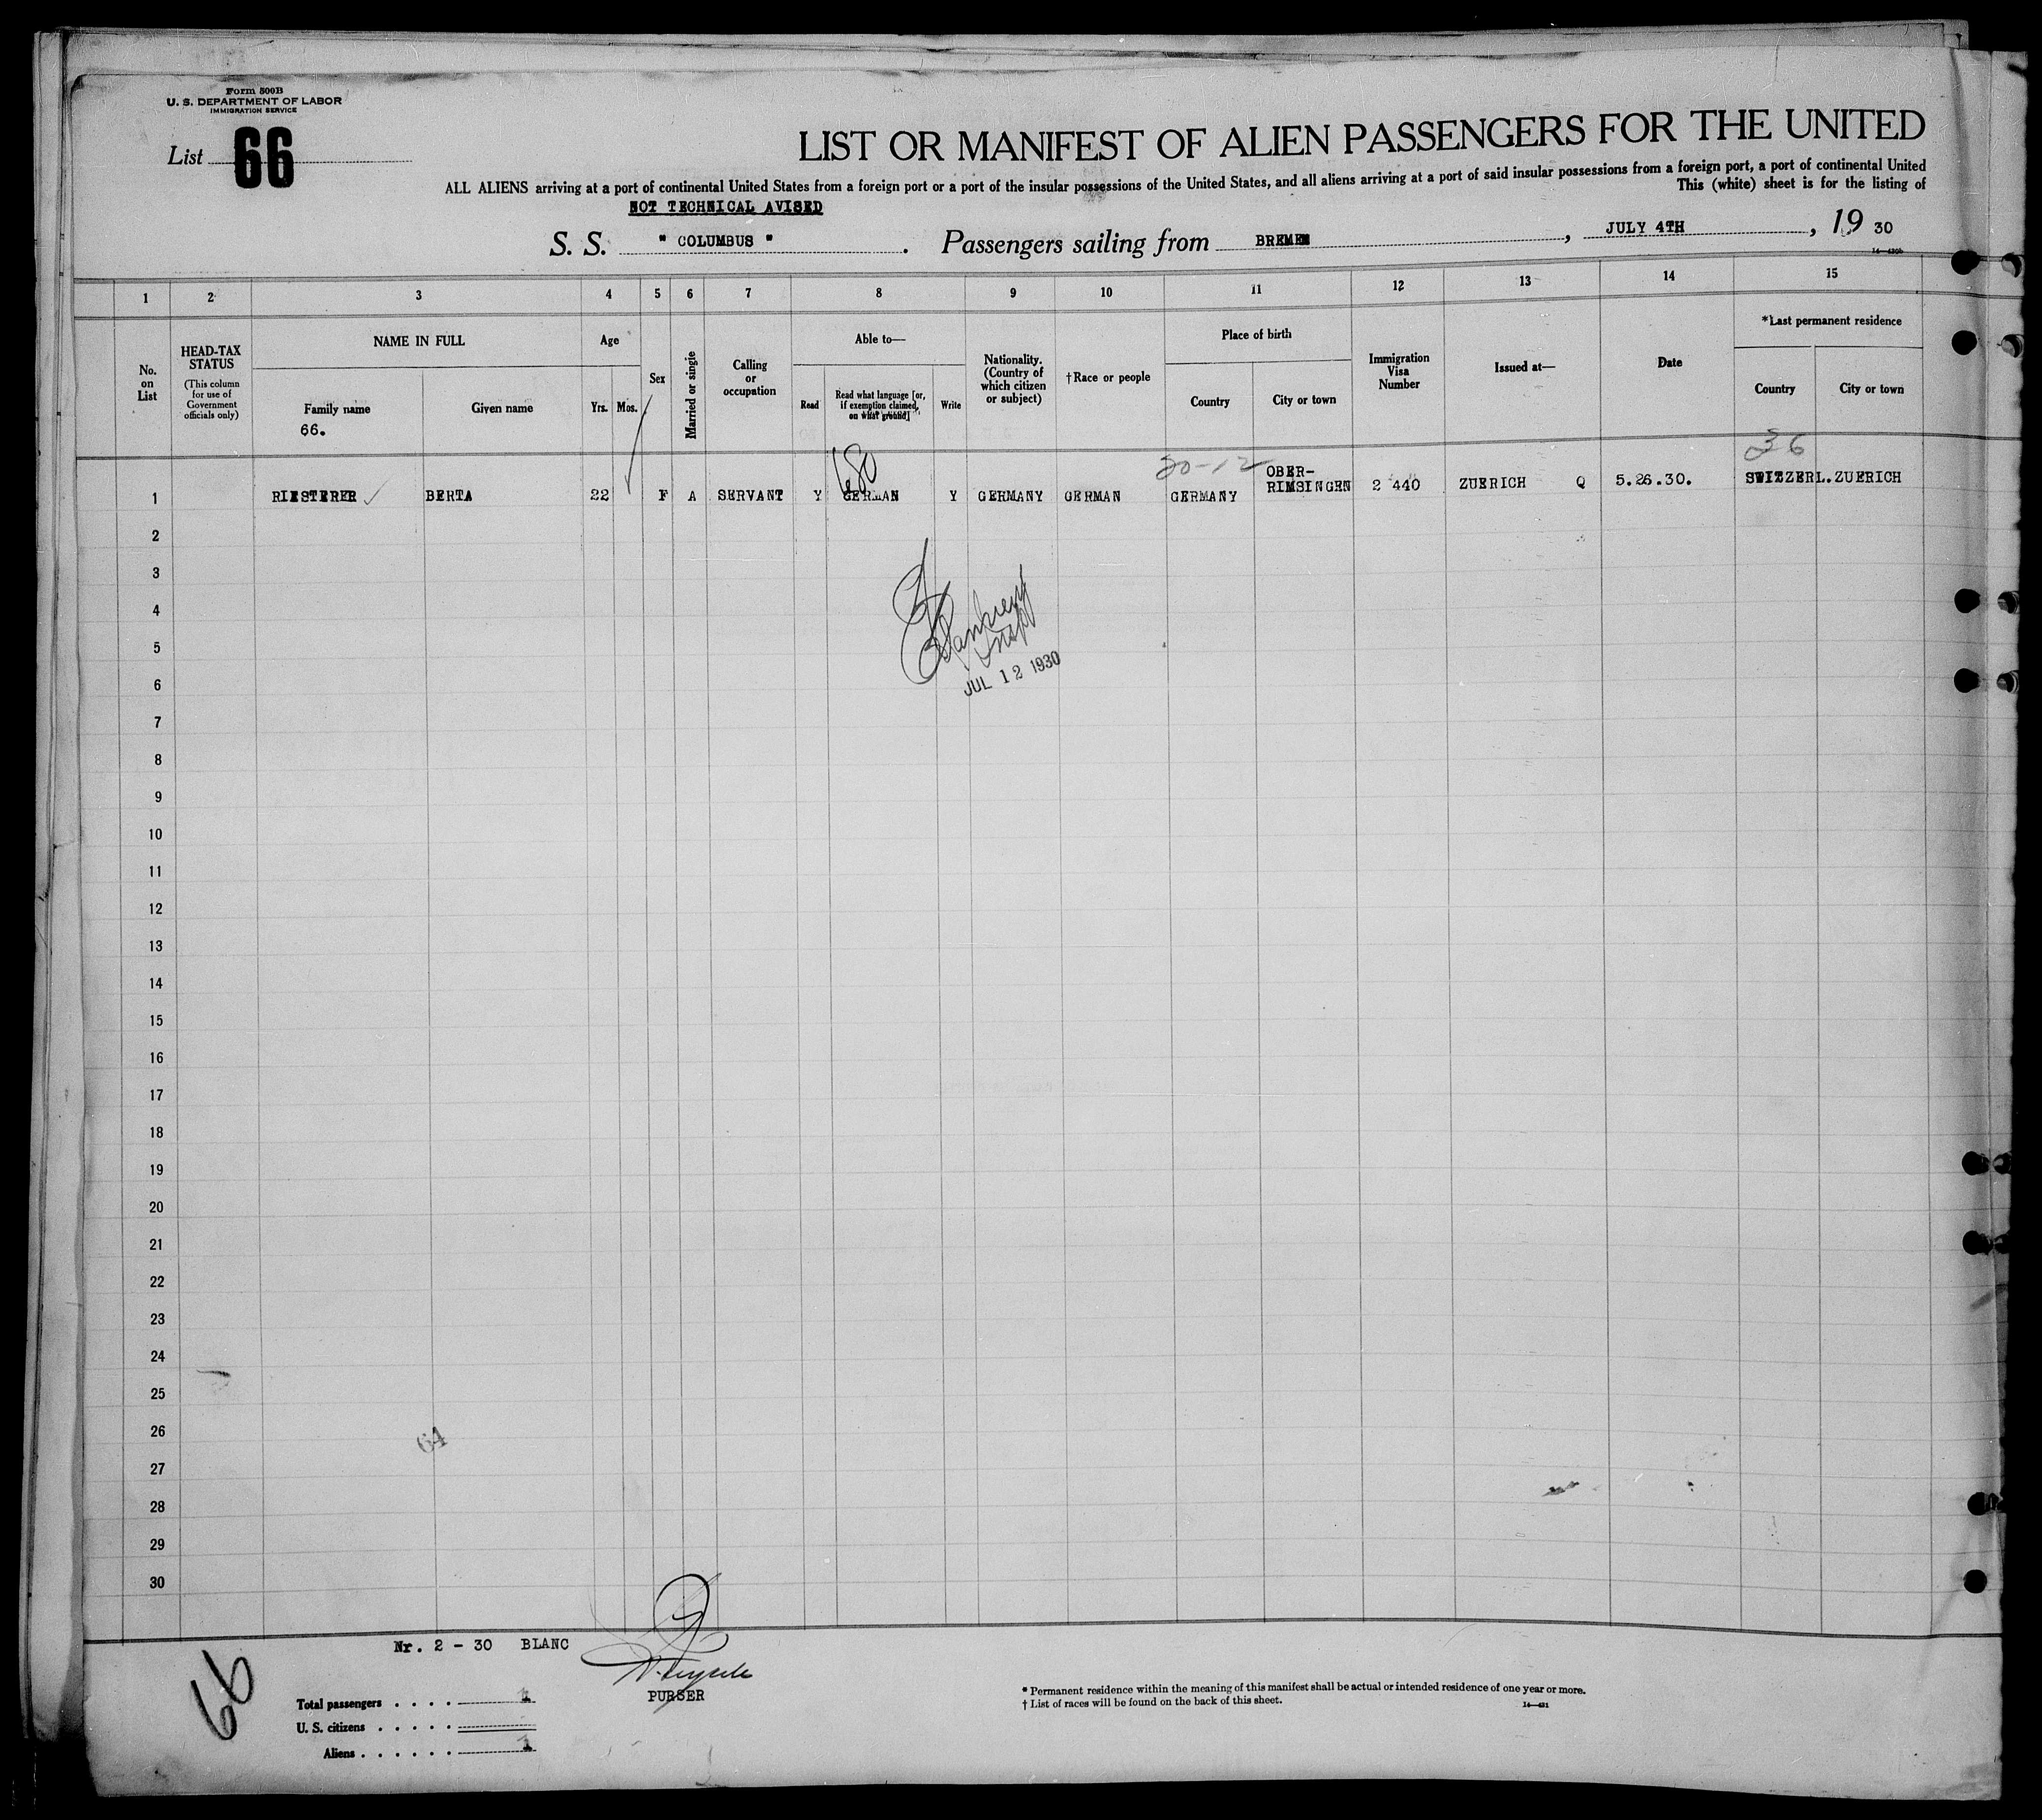 Form 500B
U. S. DEPARTMENT OF LABOR
IMMIGRATION SERVICE
List 66
LIST OR MANIFEST OF ALIEN PASSENGERS FOR THE UNITED
ALL ALIENS arriving at a port of continental United States from a foreign port or a port of the insular possessions of the United States, and all aliens arriving at a port of said insular possessions from a foreign port, a port of continental United
This (white) sheet is for the listing of
NOT TECHNICAL AVISED
S. S. " COLUMBUS " . Passengers sailing from BREMEN , JULY 4TH , 19 30
1 2 3 4 5 6 7 8 9 10 11 12 13 14 15
No. on List
HEAD-TAX STATUS
(This column for use of Government officials only)
NAME IN FULL
Family name
66.
Given name
Age
Yrs. Mos.
Sex
Married or single
Calling or occupation
Able to—
Read
Read what language [or, if exemption claimed, on what ground]
Write
Nationality. (Country of which citizen or subject)
†Race or people
Place of birth
Country
City or town
Immigration Visa Number
Issued at—
Date
*Last permanent residence
Country
City or town
680
20-12
36
1 RIESTERER BERTA 22 F A SERVANT Y GERMAN Y GERMANY GERMAN GERMANY OBER-RIMSINGEN 2 440 ZUERICH Q 5.26.30. SWITZERL. ZUERICH
2
3
4
5
JUL 12 1930
6
7
8
9
10
11
12
13
14
15
16
17
18
19
20
21
22
23
24
25
26
64
27
28
29
30
Nr. 2 - 30 BLANC
66
PURSER
Total passengers . . . . 1
U. S. citizens . . . . .
Aliens . . . . . . 1
* Permanent residence within the meaning of this manifest shall be actual or intended residence of one year or more.
† List of races will be found on the back of this sheet.